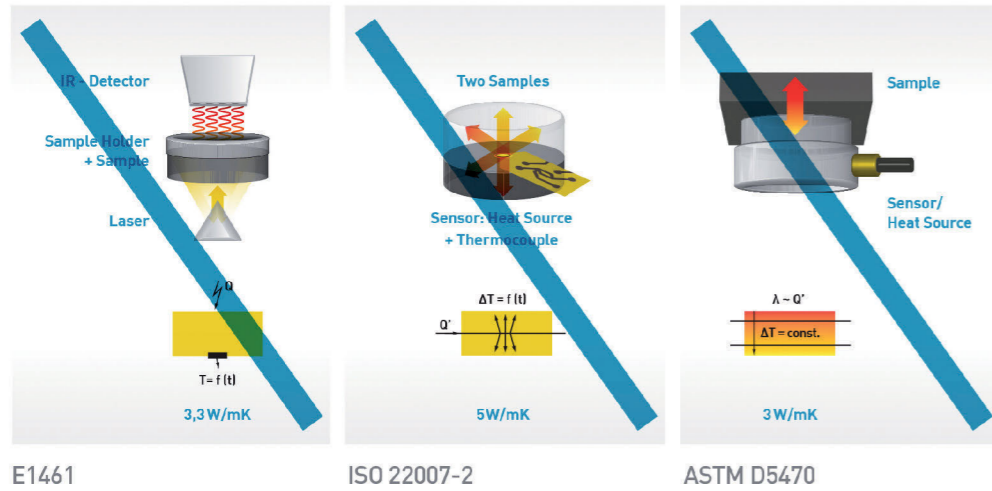 IR - Detector
Sample Holder
+ Sample
Laser
Q
T= f (t)
3,3 W/mK
E1461
Two Samples
Sensor: Heat Source
+ Thermocouple
ΔT = f (t)
Q'
5W/mK
ISO 22007-2
Sample
Sensor/
Heat Source
λ ~ Q'
ΔT = const.
3 W/mK
ASTM D5470